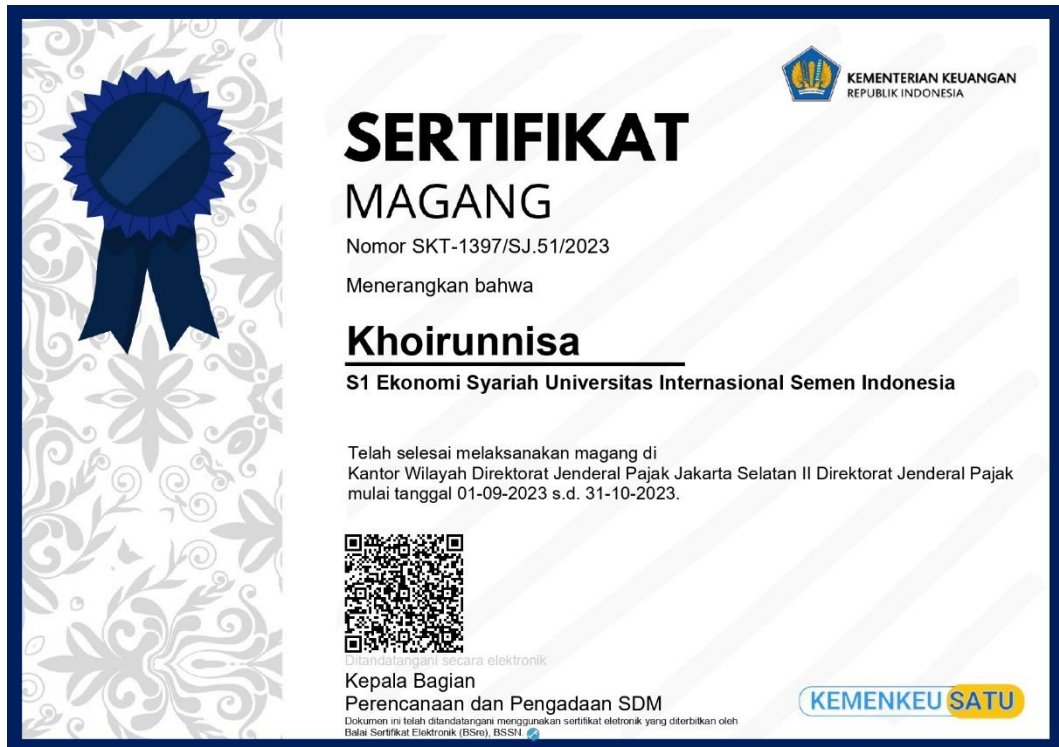 KEMENTERIAN KEUANGAN
REPUBLIK INDONESIA
SERTIFIKAT
MAGANG
Nomor SKT-1397/SJ.51/2023
Menerangkan bahwa
Khoirunnisa
S1 Ekonomi Syariah Universitas Internasional Semen Indonesia
Telah selesai melaksanakan magang di
Kantor Wilayah Direktorat Jenderal Pajak Jakarta Selatan II Direktorat Jenderal Pajak
mulai tanggal 01-09-2023 s.d. 31-10-2023.
Ditandatangani secara elektronik
Kepala Bagian
Perencanaan dan Pengadaan SDM
Dokumen ini telah ditandatangani menggunakan sertifikat eletronik yang diterbitkan oleh
Balai Sertifikat Elektronik (BSre), BSSN.
KEMENKEU SATU